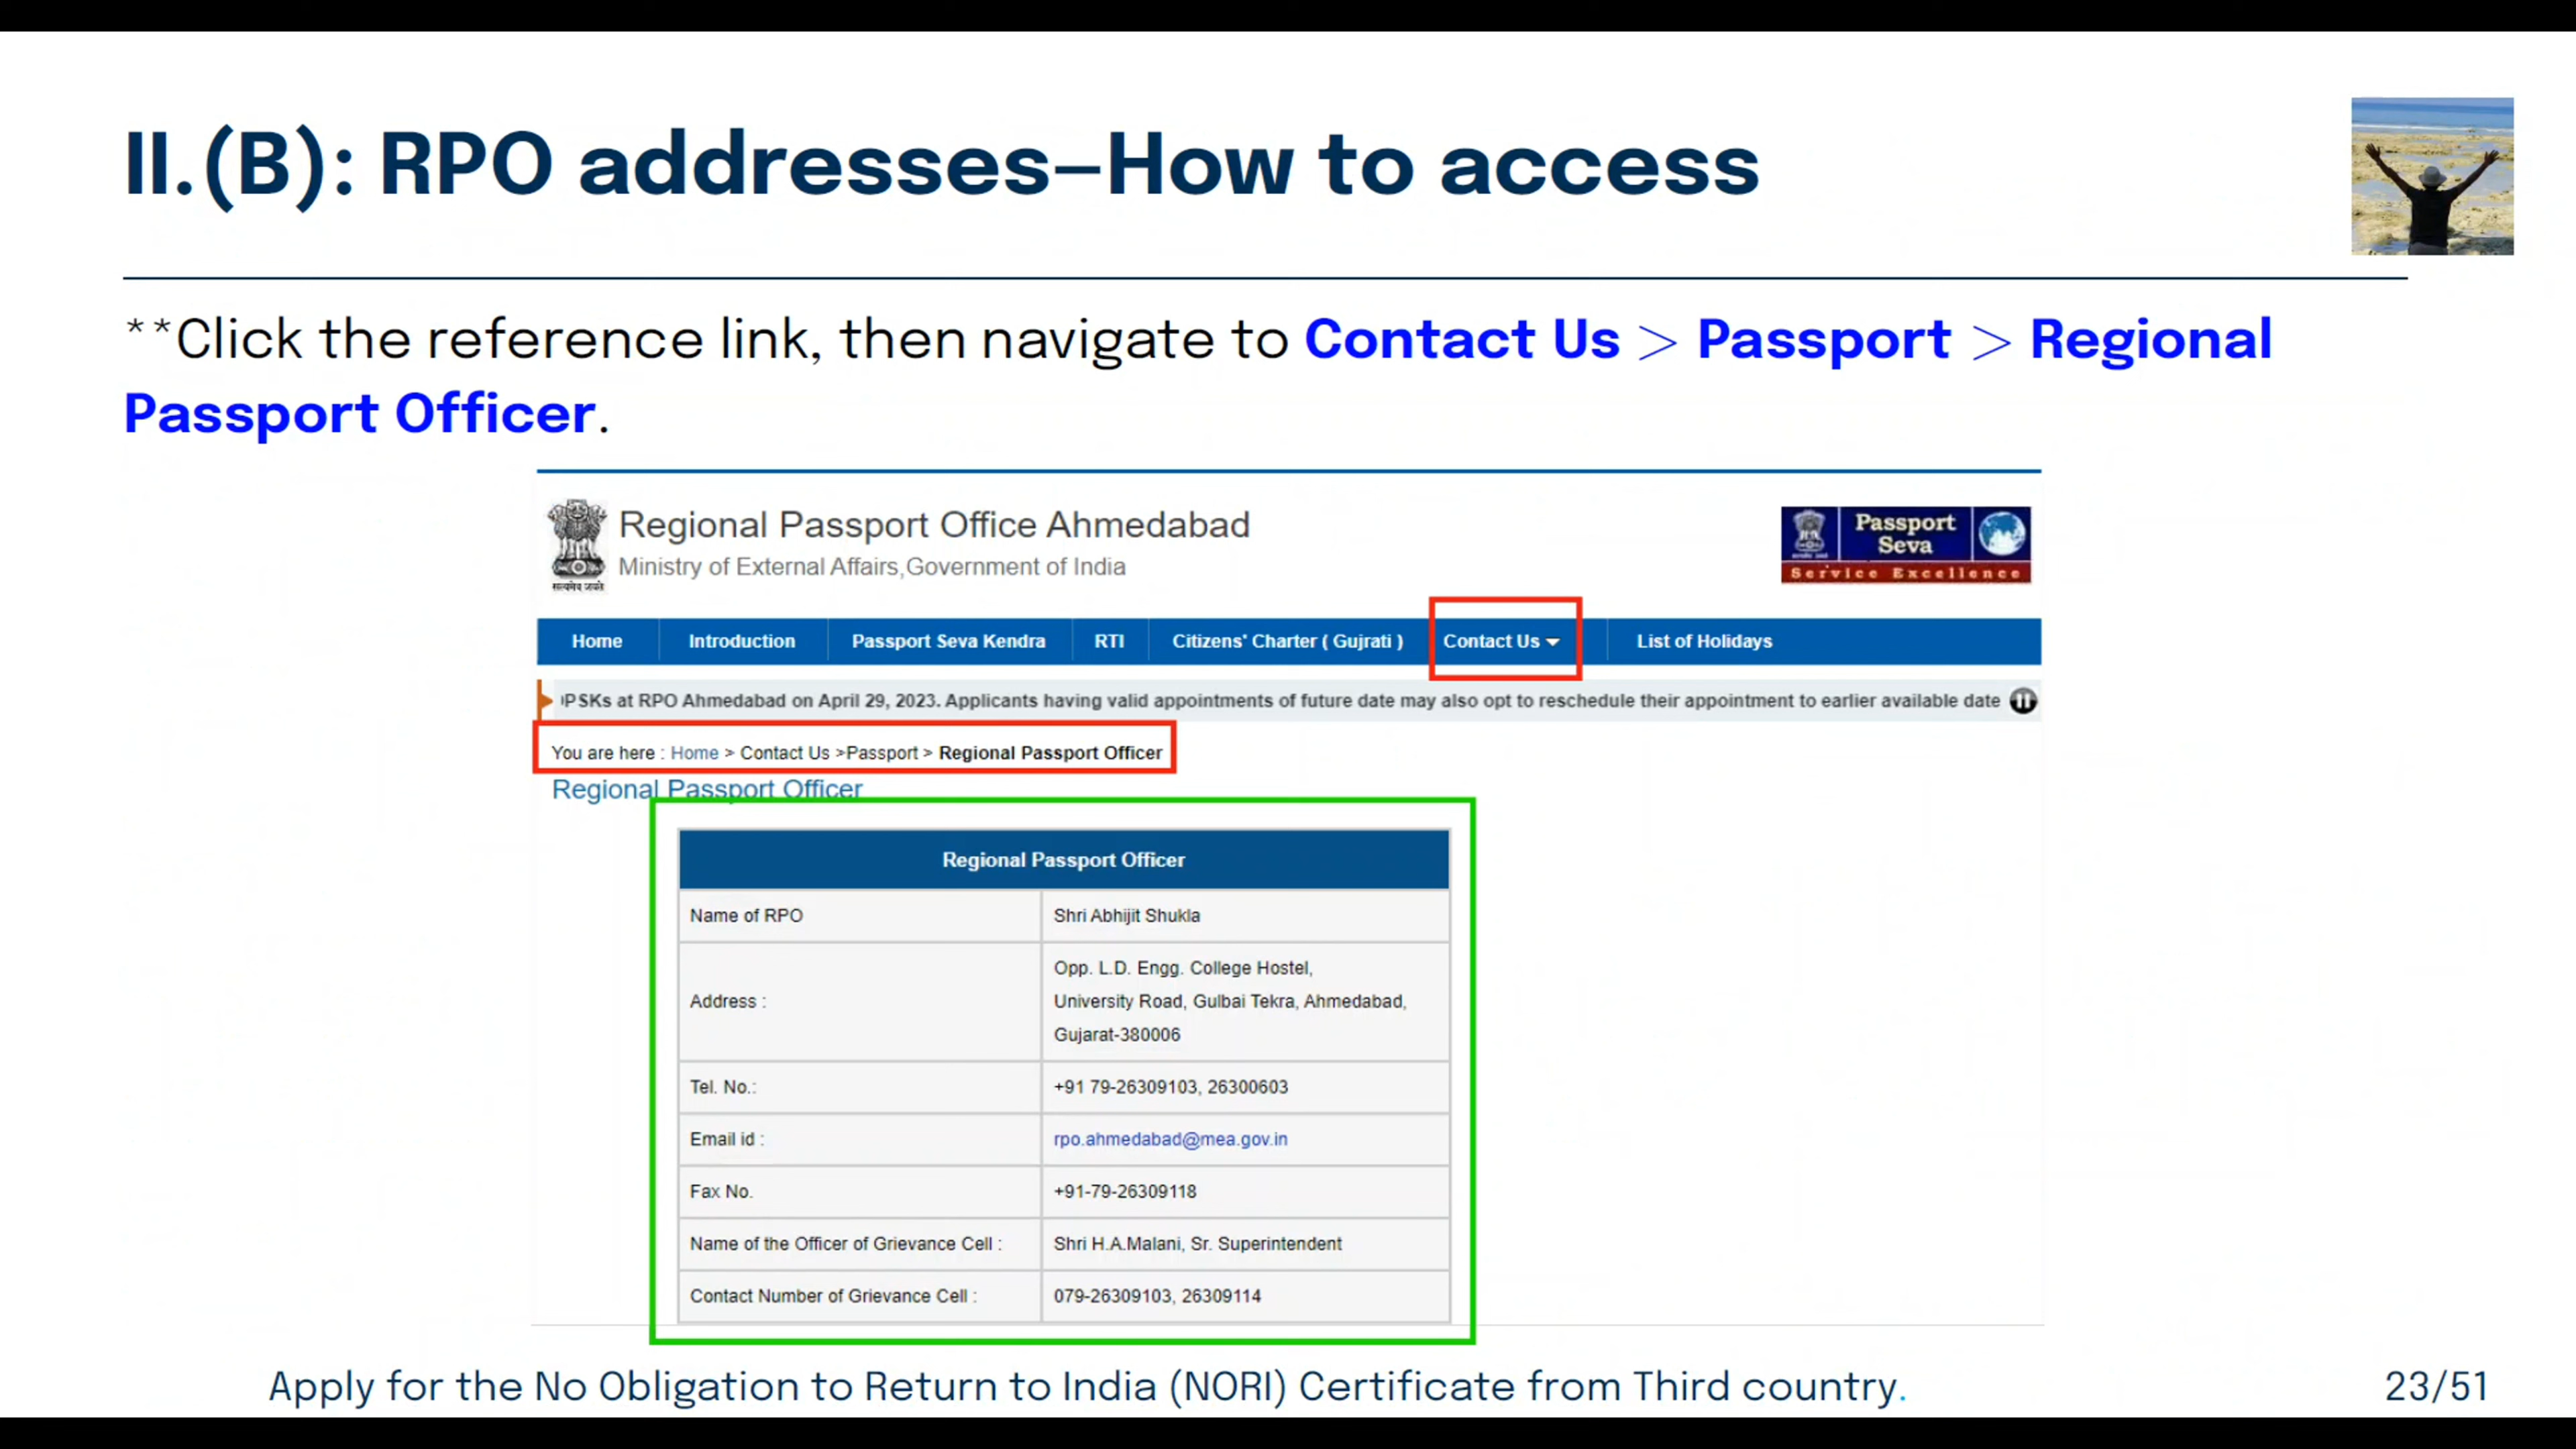 II.(B): RPO addresses–How to access
**Click the reference link, then navigate to Contact Us > Passport > Regional
Passport Officer.
Regional Passport Office Ahmedabad
Ministry of External Affairs,Government of India
सत्यमेव जयते
Passport
Seva
Service Excellence
Home Introduction Passport Seva Kendra RTI Citizens' Charter ( Gujrati ) Contact Us List of Holidays
PSKs at RPO Ahmedabad on April 29, 2023. Applicants having valid appointments of future date may also opt to reschedule their appointment to earlier available date
You are here : Home > Contact Us >Passport > Regional Passport Officer
Regional Passport Officer
Regional Passport Officer
Name of RPO Shri Abhijit Shukla
Address : Opp. L.D. Engg. College Hostel,
University Road, Gulbai Tekra, Ahmedabad,
Gujarat-380006
Tel. No.: +91 79-26309103, 26300603
Email id : rpo.ahmedabad@mea.gov.in
Fax No. +91-79-26309118
Name of the Officer of Grievance Cell : Shri H.A.Malani, Sr. Superintendent
Contact Number of Grievance Cell : 079-26309103, 26309114
Apply for the No Obligation to Return to India (NORI) Certificate from Third country.
23/51